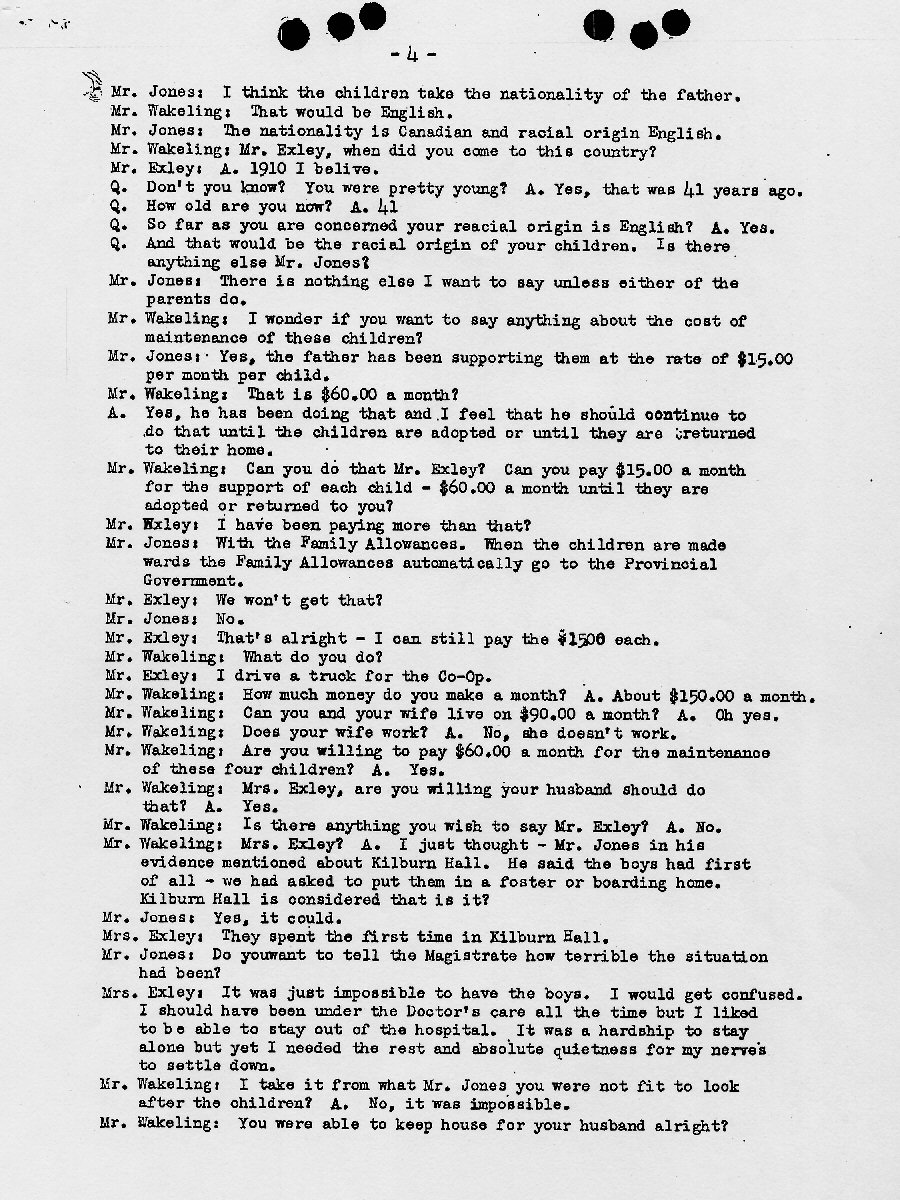 - 4 -
Mr. Jones: I think the children take the nationality of the father.
Mr. Wakeling: That would be English.
Mr. Jones: The nationality is Canadian and racial origin English.
Mr. Wakeling: Mr. Exley, when did you come to this country?
Mr. Exley: A. 1910 I belive.
Q. Don't you know? You were pretty young? A. Yes, that was 41 years ago.
Q. How old are you now? A. 41
Q. So far as you are concerned your reacial origin is English? A. Yes.
Q. And that would be the racial origin of your children. Is there
anything else Mr. Jones?
Mr. Jones: There is nothing else I want to say unless either of the
parents do.
Mr. Wakeling: I wonder if you want to say anything about the cost of
maintenance of these children?
Mr. Jones: Yes, the father has been supporting them at the rate of $15.00
per month per child.
Mr. Wakeling: That is $60.00 a month?
A. Yes, he has been doing that and I feel that he should continue to
do that until the children are adopted or until they are returned
to their home.
Mr. Wakeling: Can you do that Mr. Exley? Can you pay $15.00 a month
for the support of each child - $60.00 a month until they are
adopted or returned to you?
Mr. Exley: I have been paying more than that?
Mr. Jones: With the Family Allowances. When the children are made
wards the Family Allowances automatically go to the Provincial
Government.
Mr. Exley: We won't get that?
Mr. Jones: No.
Mr. Exley: That's alright - I can still pay the $1500 each.
Mr. Wakeling: What do you do?
Mr. Exley: I drive a truck for the Co-Op.
Mr. Wakeling: How much money do you make a month? A. About $150.00 a month.
Mr. Wakeling: Can you and your wife live on $90.00 a month? A. Oh yes.
Mr. Wakeling: Does your wife work? A. No, she doesn't work.
Mr. Wakeling: Are you willing to pay $60.00 a month for the maintenance
of these four children? A. Yes.
Mr. Wakeling: Mrs. Exley, are you willing your husband should do
that? A. Yes.
Mr. Wakeling: Is there anything you wish to say Mr. Exley? A. No.
Mr. Wakeling: Mrs. Exley? A. I just thought - Mr. Jones in his
evidence mentioned about Kilburn Hall. He said the boys had first
of all - we had asked to put them in a foster or boarding home.
Kilburn Hall is considered that is it?
Mr. Jones: Yes, it could.
Mrs. Exley: They spent the first time in Kilburn Hall.
Mr. Jones: Do youwant to tell the Magistrate how terrible the situation
had been?
Mrs. Exley: It was just impossible to have the boys. I would get confused.
I should have been under the Doctor's care all the time but I liked
to be able to stay out of the hospital. It was a hardship to stay
alone but yet I needed the rest and absolute quietness for my nerves
to settle down.
Mr. Wakeling: I take it from what Mr. Jones you were not fit to look
after the children? A. No, it was impossible.
Mr. Wakeling: You were able to keep house for your husband alright?